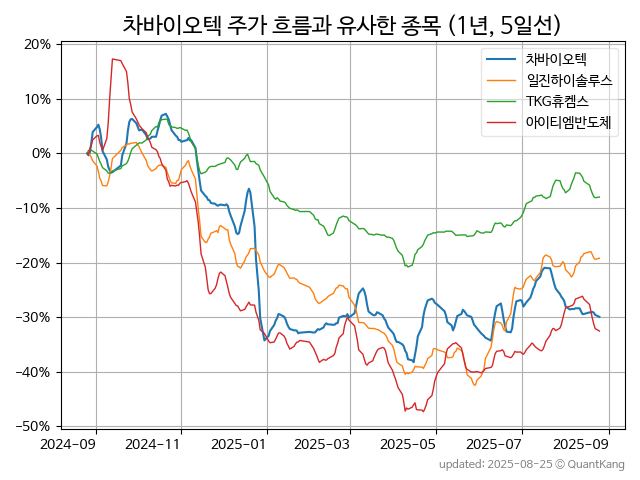 차바이오텍 주가 흐름과 유사한 종목 (1년, 5일선)
차바이오텍
일진하이솔루스
TKG휴켐스
아이티엠반도체
20%
10%
0%
−10%
−20%
−30%
−40%
−50%
2024-09 2024-11 2025-01 2025-03 2025-05 2025-07 2025-09
updated: 2025-08-25 © QuantKang